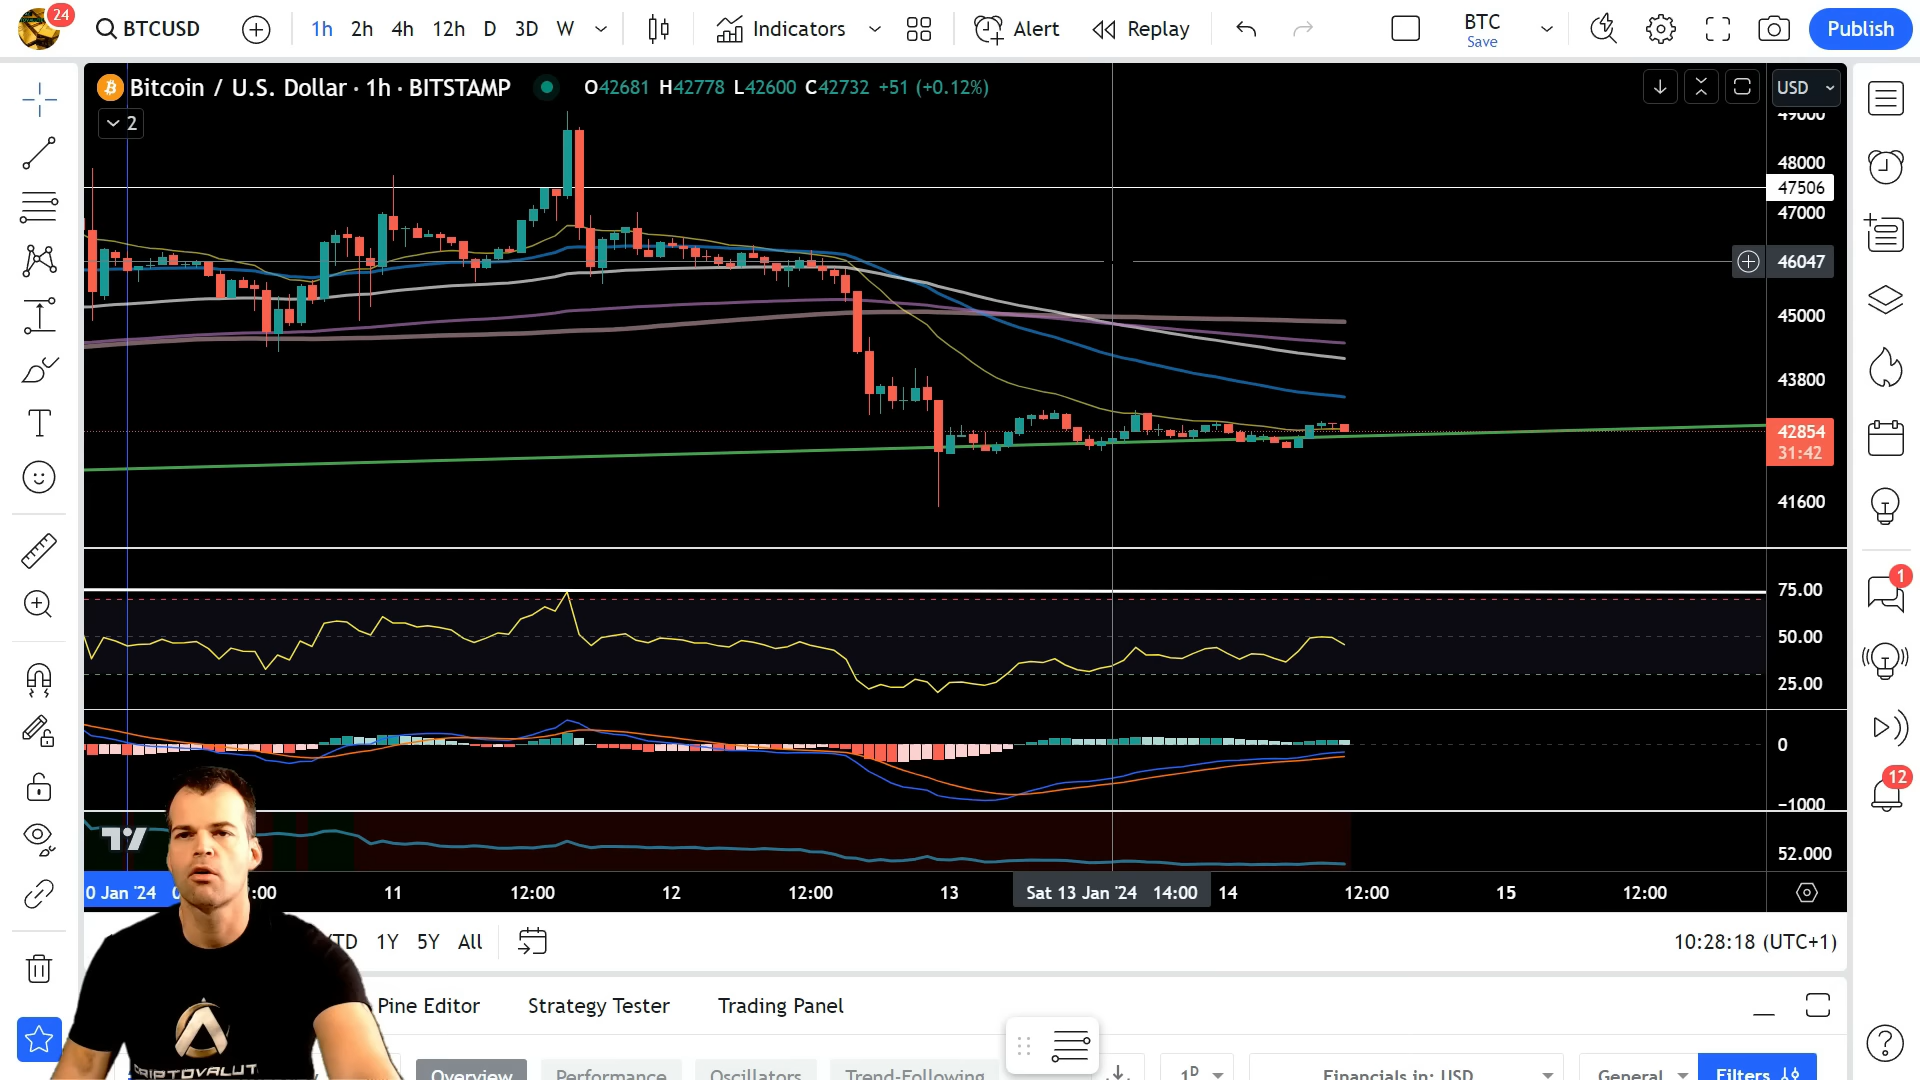 24
BTCUSD
1h 2h 4h 12h D 3D W
Indicators
Alert
Replay
BTC
Save
Publish
Bitcoin / U.S. Dollar · 1h · BITSTAMP
O42681 H42778 L42600 C42732 +51 (+0.12%)
2
USD
49000
48000
47506
47000
46047
45000
43800
42854
31:42
41600
75.00
50.00
25.00
0
−1000
52.000
1
12
0 Jan '24
:00
11
12:00
12
12:00
13
Sat 13 Jan '24 14:00
14
12:00
15
12:00
YTD 1Y 5Y All
10:28:18 (UTC+1)
Pine Editor
Strategy Tester
Trading Panel
CRIPTOVALUT
Overview
Performance
Oscillators
Trend-Following
1D
Financials in: USD
General
Filters